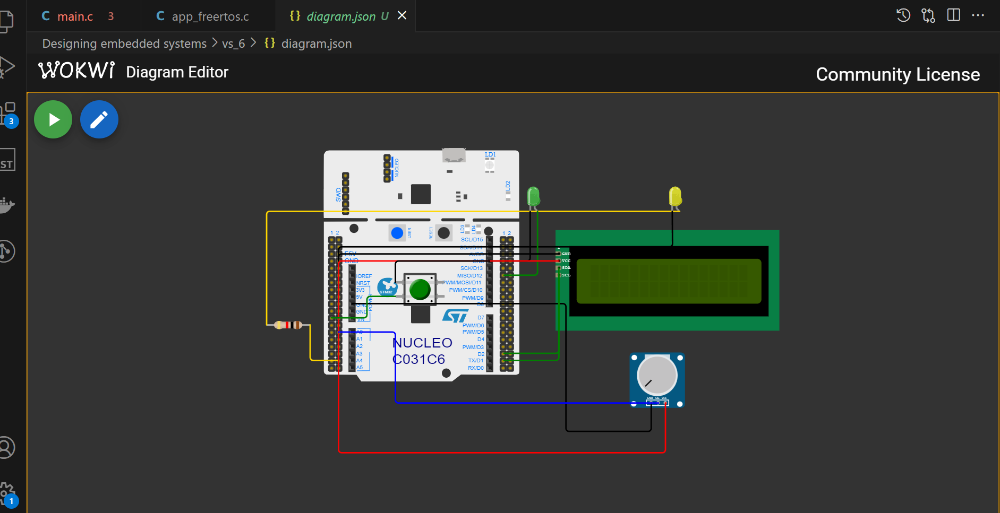 C main.c 3
C app_freertos.c
{} diagram.json U
Designing embedded systems > vs_6 > {} diagram.json
WOKWi Diagram Editor
Community License
3
ST
1
LD1
NUCLEO
SWD
LD2
1 2
USER
RESET
LD3
LD4
1 2
SCL/D15
SDA/D14
E5V
AVDD
GND
GND
SCK/D13
IOREF
MISO/D12
NRST
PWM/MOSI/D11
3V3
PWM/CS/D10
5V
PWM/D9
GND
D8
GND
VIN
POWER
STM32
D7
PWM/D6
A0
PWM/D5
A1
D4
A2
PWM/D3
A3
D2
A4
TX/D1
A5
RX/D0
NUCLEO
C031C6
1
GND
VCC
SDA
SCL
GND SIG VCC